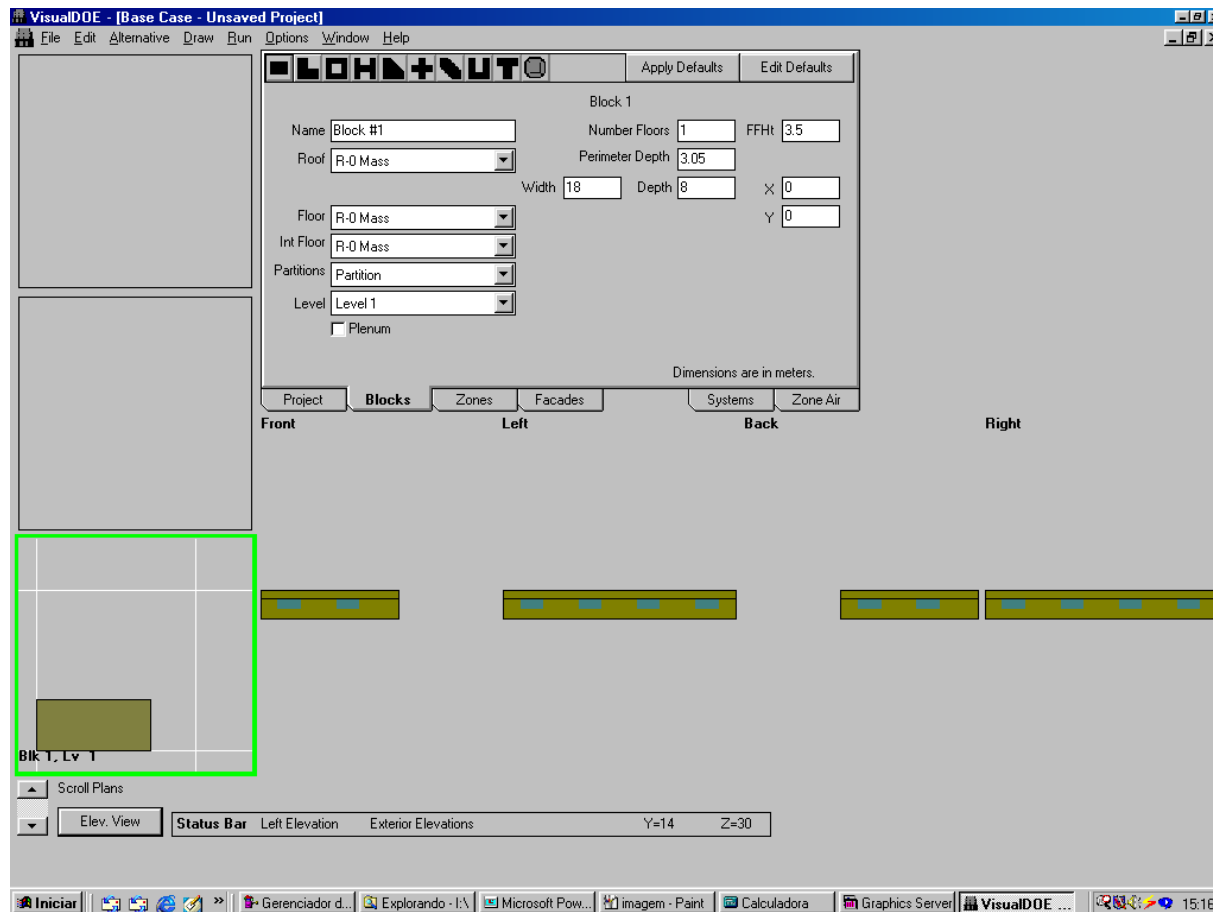 VisualDOE - [Base Case - Unsaved Project]
File Edit Alternative Draw Run Options Window Help
Apply Defaults Edit Defaults
Block 1
Name Block #1 Number Floors 1 FFHt 3.5
Roof R-0 Mass Perimeter Depth 3.05
Width 18 Depth 8 X 0
Floor R-0 Mass Y 0
Int Floor R-0 Mass
Partitions Partition
Level Level 1
Plenum
Dimensions are in meters.
Project Blocks Zones Facades Systems Zone Air
Front Left Back Right
Blk 1, Lv 1
Scroll Plans
Elev. View Status Bar Left Elevation Exterior Elevations Y=14 Z=30
Iniciar » Gerenciador d... Explorando - I:\ Microsoft Pow... imagem - Paint Calculadora Graphics Server VisualDOE ... 15:16